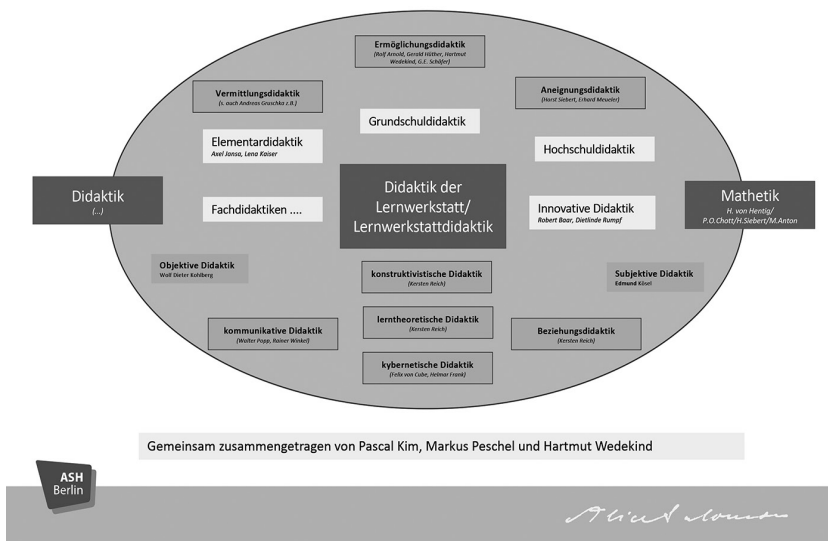 Ermöglichungsdidaktik
(Rolf Arnold, Gerald Hüther, Hartmut
Wedekind, G.E. Schäfer)
Vermittlungsdidaktik
(s. auch Andreas Gruschka z.B.)
Aneignungsdidaktik
(Horst Siebert, Erhard Meueler)
Grundschuldidaktik
Elementardidaktik
Axel Jansa, Lena Kaiser
Hochschuldidaktik
Didaktik
(...)
Fachdidaktiken ....
Didaktik der
Lernwerkstatt/
Lernwerkstattdidaktik
Innovative Didaktik
Robert Baar, Dietlinde Rumpf
Mathetik
H. von Hentig/
P.O.Chott/H.Siebert/M.Anton
Objektive Didaktik
Wolf Dieter Kohlberg
konstruktivistische Didaktik
(Kersten Reich)
Subjektive Didaktik
Edmund Kösel
kommunikative Didaktik
(Walter Popp, Rainer Winkel)
lerntheoretische Didaktik
(Kersten Reich)
Beziehungsdidaktik
(Kersten Reich)
kybernetische Didaktik
(Felix von Cube, Helmar Frank)
Gemeinsam zusammengetragen von Pascal Kim, Markus Peschel und Hartmut Wedekind
ASH
Berlin
Alice Salomon